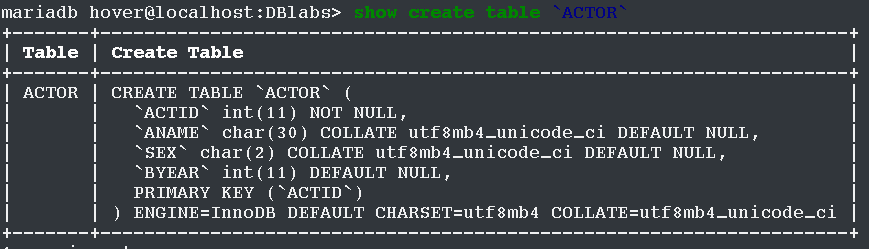 mariadb hover@localhost:DBlabs> show create table `ACTOR`
+-------+--------------------------------------------------------------+
| Table | Create Table |
+-------+--------------------------------------------------------------+
| ACTOR | CREATE TABLE `ACTOR` (
| | `ACTID` int(11) NOT NULL, |
| | `ANAME` char(30) COLLATE utf8mb4_unicode_ci DEFAULT NULL, |
| | `SEX` char(2) COLLATE utf8mb4_unicode_ci DEFAULT NULL, |
| | `BYEAR` int(11) DEFAULT NULL, |
| | PRIMARY KEY (`ACTID`) |
| | ) ENGINE=InnoDB DEFAULT CHARSET=utf8mb4 COLLATE=utf8mb4_unicode_ci |
+-------+--------------------------------------------------------------+